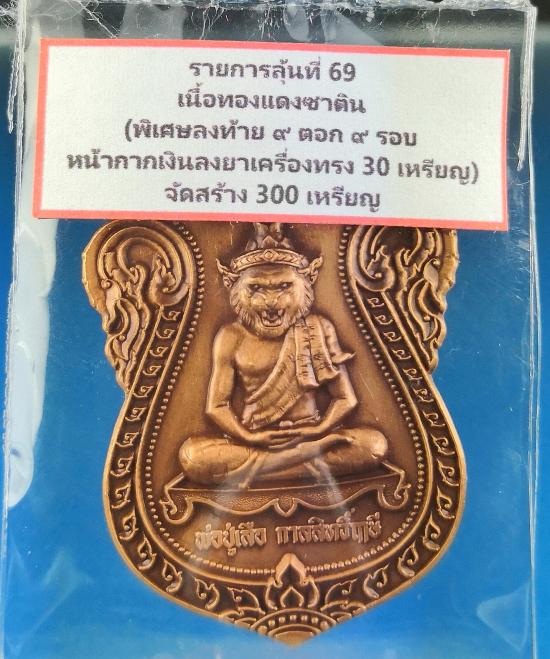 รายการลุ้นที่ 69
เนื้อทองแดงซาติน
(พิเศษลงท้าย ๙ ตอก ๙ รอบ
หน้ากากเงินลงยาเครื่องทรง 30 เหรียญ)
จัดสร้าง 300 เหรียญ
พ่อปู่เสือ กาลสิทธิ์ฤๅษี